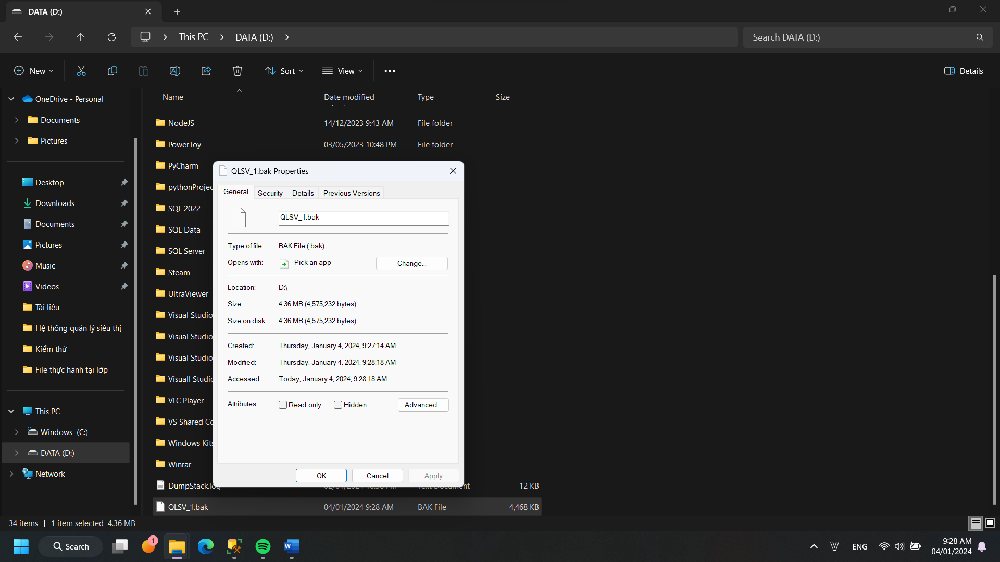 DATA (D:)
This PC
DATA (D:)
Search DATA (D:)
New
Sort
View
Details
OneDrive - Personal
Documents
Pictures
Desktop
Downloads
Documents
Pictures
Music
Videos
Tài liệu
Hệ thống quản lý siêu thị
Kiểm thử
File thực hành tại lớp
This PC
Windows (C:)
DATA (D:)
Network
Name Date modified Type Size
NodeJS 14/12/2023 9:43 AM File folder
PowerToy 03/05/2023 10:48 PM File folder
PyCharm
pythonProjec
SQL 2022
SQL Data
SQL Server
Steam
UltraViewer
Visual Studio
Visual Studio
Visual Studio
Visuall Studio
VLC Player
VS Shared Co
Windows Kits
Winrar
DumpStack.log 12 KB
QLSV_1.bak 04/01/2024 9:28 AM BAK File 4,468 KB
QLSV_1.bak Properties
General Security Details Previous Versions
QLSV_1.bak
Type of file: BAK File (.bak)
Opens with: Pick an app Change...
Location: D:\
Size: 4.36 MB (4,575,232 bytes)
Size on disk: 4.36 MB (4,575,232 bytes)
Created: Thursday, January 4, 2024, 9:27:14 AM
Modified: Thursday, January 4, 2024, 9:28:18 AM
Accessed: Today, January 4, 2024, 9:28:18 AM
Attributes: Read-only Hidden Advanced...
OK Cancel Apply
34 items 1 item selected 4.36 MB
Search
1
ENG
9:28 AM
04/01/2024